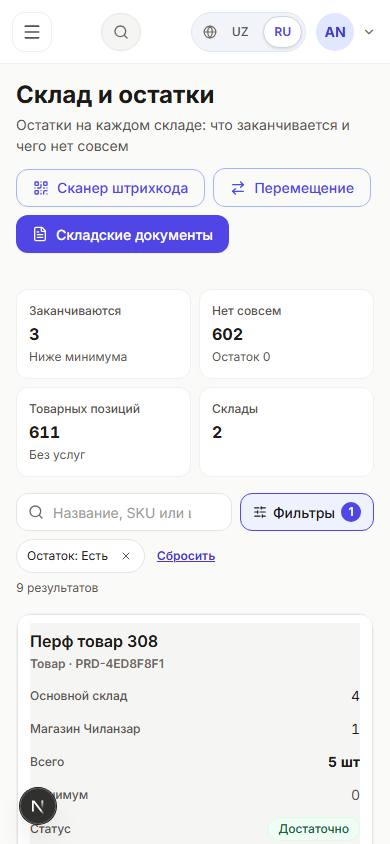 UZ
RU
AN
Склад и остатки
Остатки на каждом складе: что заканчивается и
чего нет совсем
Сканер штрихкода
Перемещение
Складские документы
Заканчиваются
3
Ниже минимума
Нет совсем
602
Остаток 0
Товарных позиций
611
Без услуг
Склады
2
Название, SKU или
Фильтры 1
Остаток: Есть ×
Сбросить
9 результатов
Перф товар 308
Товар · PRD-4ED8F8F1
Основной склад 4
Магазин Чиланзар 1
Всего 5 шт
0
Статус Достаточно
N